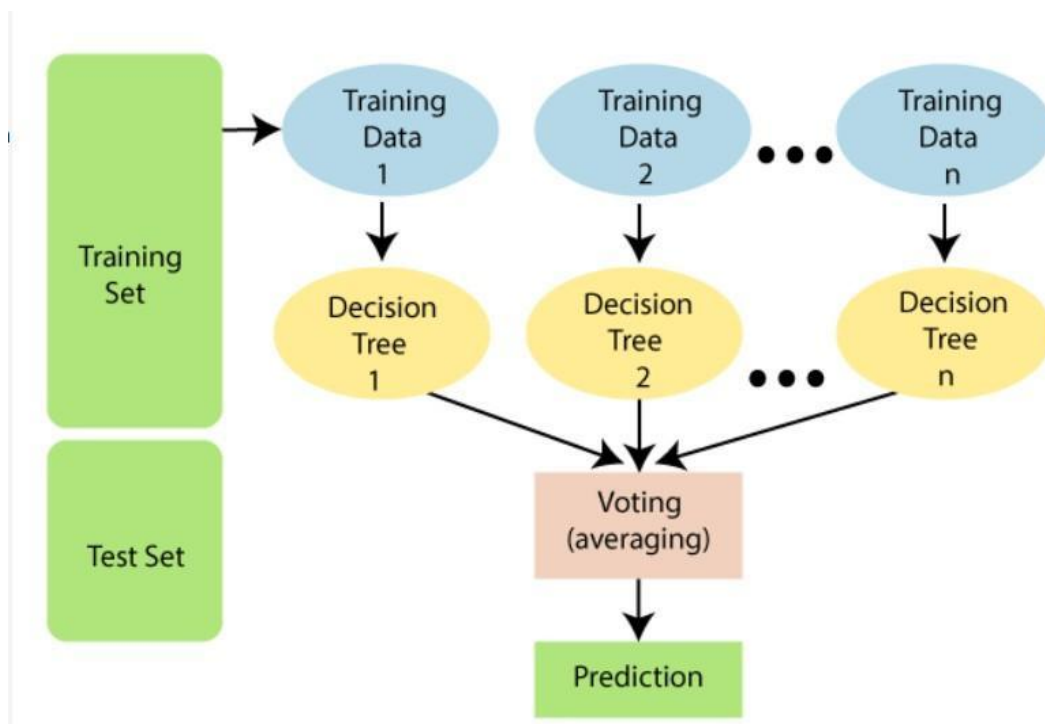 Training
Set
Test Set
Training
Data
1
Training
Data
2
Training
Data
n
Decision
Tree
1
Decision
Tree
2
Decision
Tree
n
Voting
(averaging)
Prediction